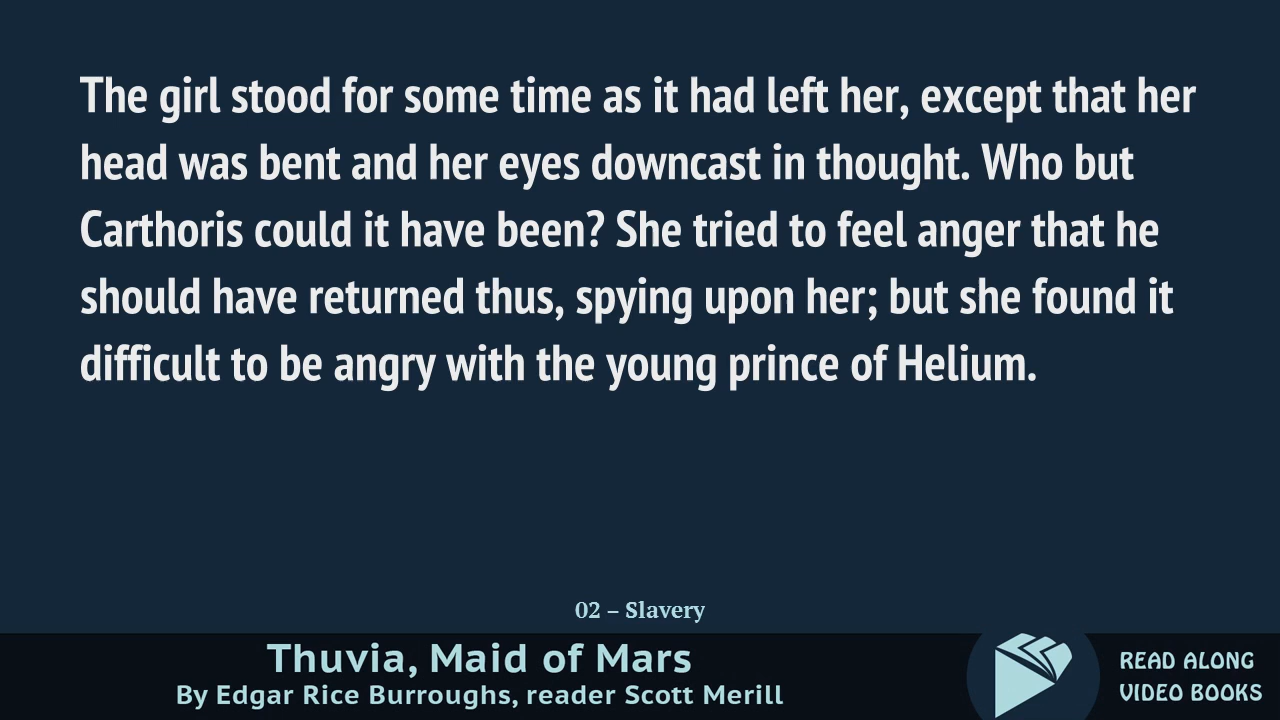 The girl stood for some time as it had left her, except that her
head was bent and her eyes downcast in thought. Who but
Carthoris could it have been? She tried to feel anger that he
should have returned thus, spying upon her; but she found it
difficult to be angry with the young prince of Helium.
02 – Slavery
Thuvia, Maid of Mars
By Edgar Rice Burroughs, reader Scott Merill
READ ALONG
VIDEO BOOKS